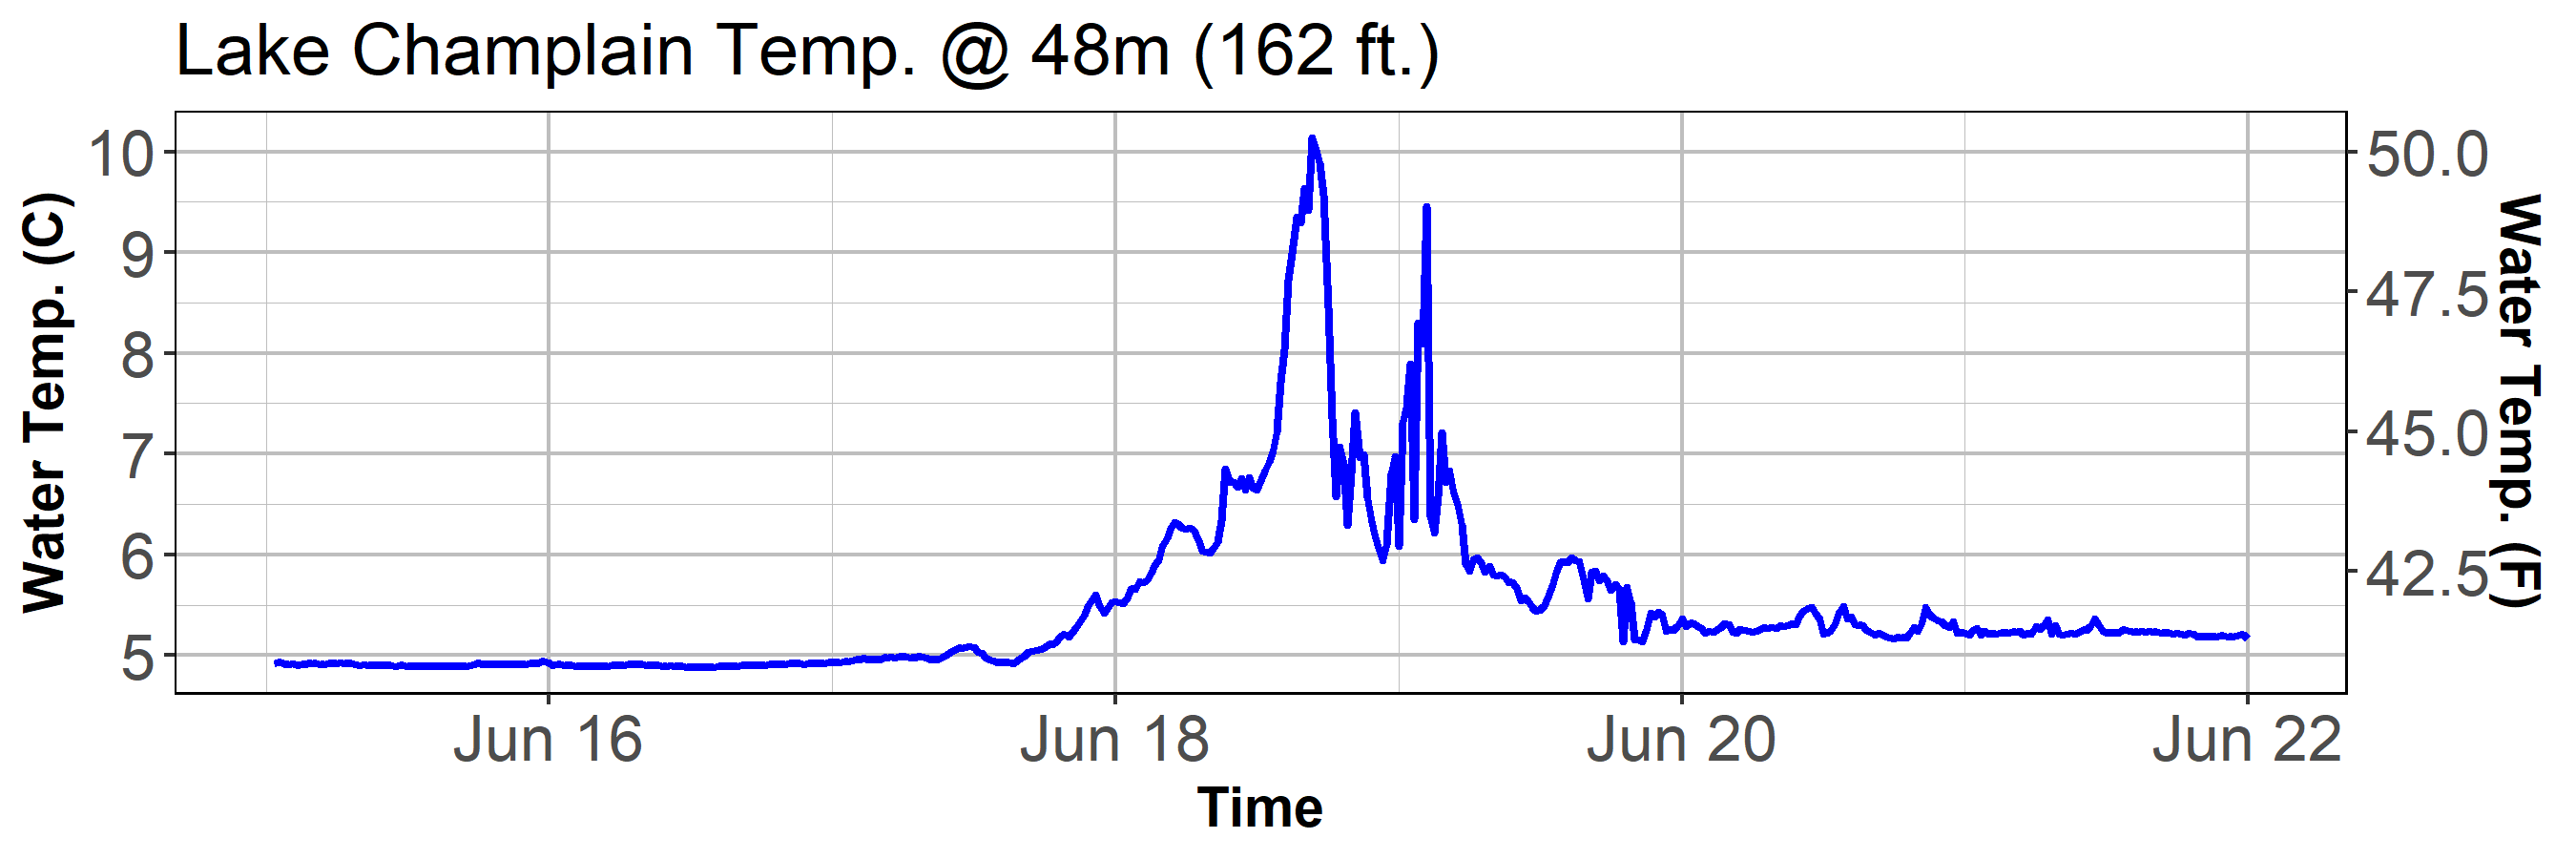 Lake Champlain Temp. @ 48m (162 ft.)
Water Temp. (C)
10
9
8
7
6
5
50.0
47.5
45.0
42.5
Water Temp. (F)
Jun 16 Jun 18 Jun 20 Jun 22
Time